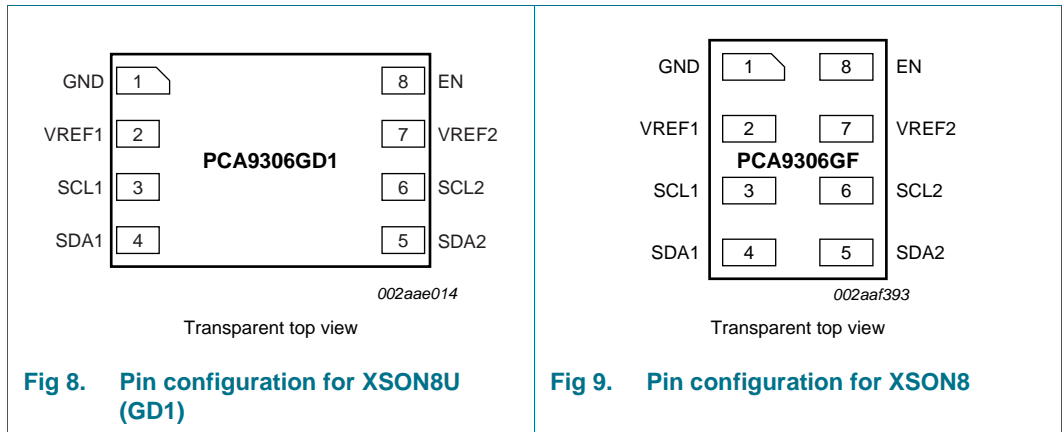 GND 1 8 EN
VREF1 2 7 VREF2
PCA9306GD1
SCL1 3 6 SCL2
SDA1 4 5 SDA2
002aae014
Transparent top view
Fig 8. Pin configuration for XSON8U
(GD1)
GND 1 8 EN
VREF1 2 7 VREF2
PCA9306GF
SCL1 3 6 SCL2
SDA1 4 5 SDA2
002aaf393
Transparent top view
Fig 9. Pin configuration for XSON8